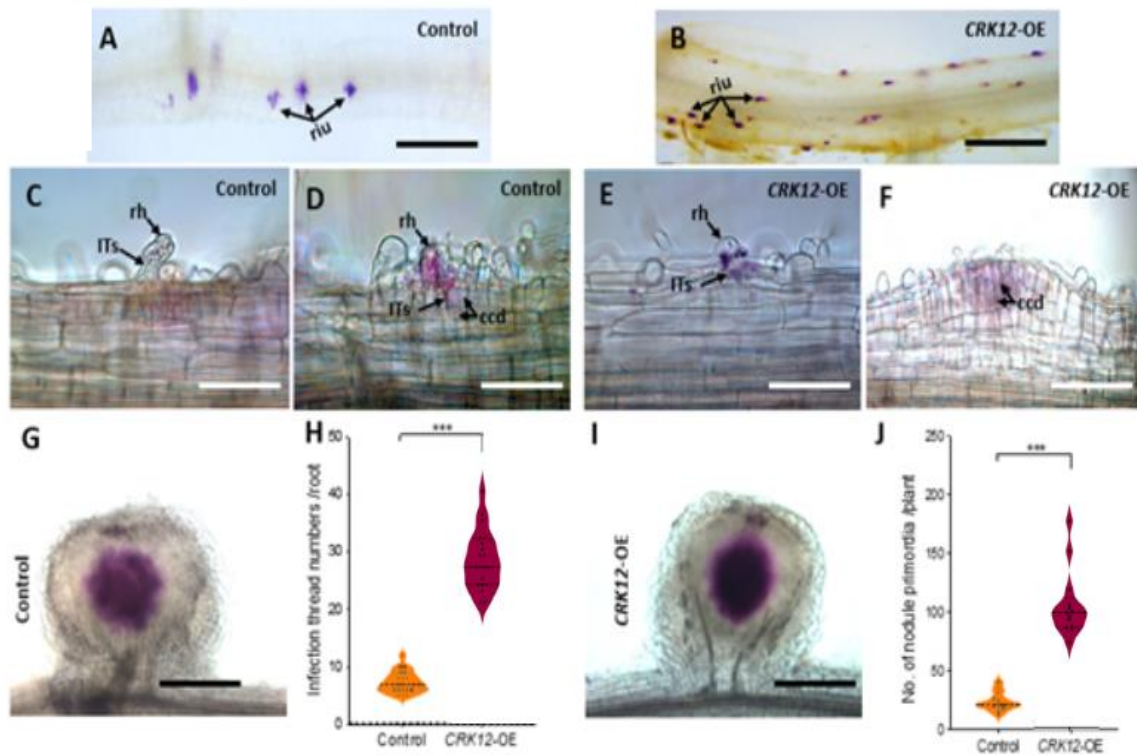 A Control
riu
B CRK12-OE
riu
C Control
rh
ITs
D Control
rh
ITs
ccd
E CRK12-OE
rh
ITs
F CRK12-OE
ccd
G
Control
H
Infection thread numbers /root
50
40
30
20
10
0
***
Control CRK12-OE
I
CRK12-OE
J
No. of nodule primordia /plant
250
200
150
100
50
0
***
Control CRK12-OE